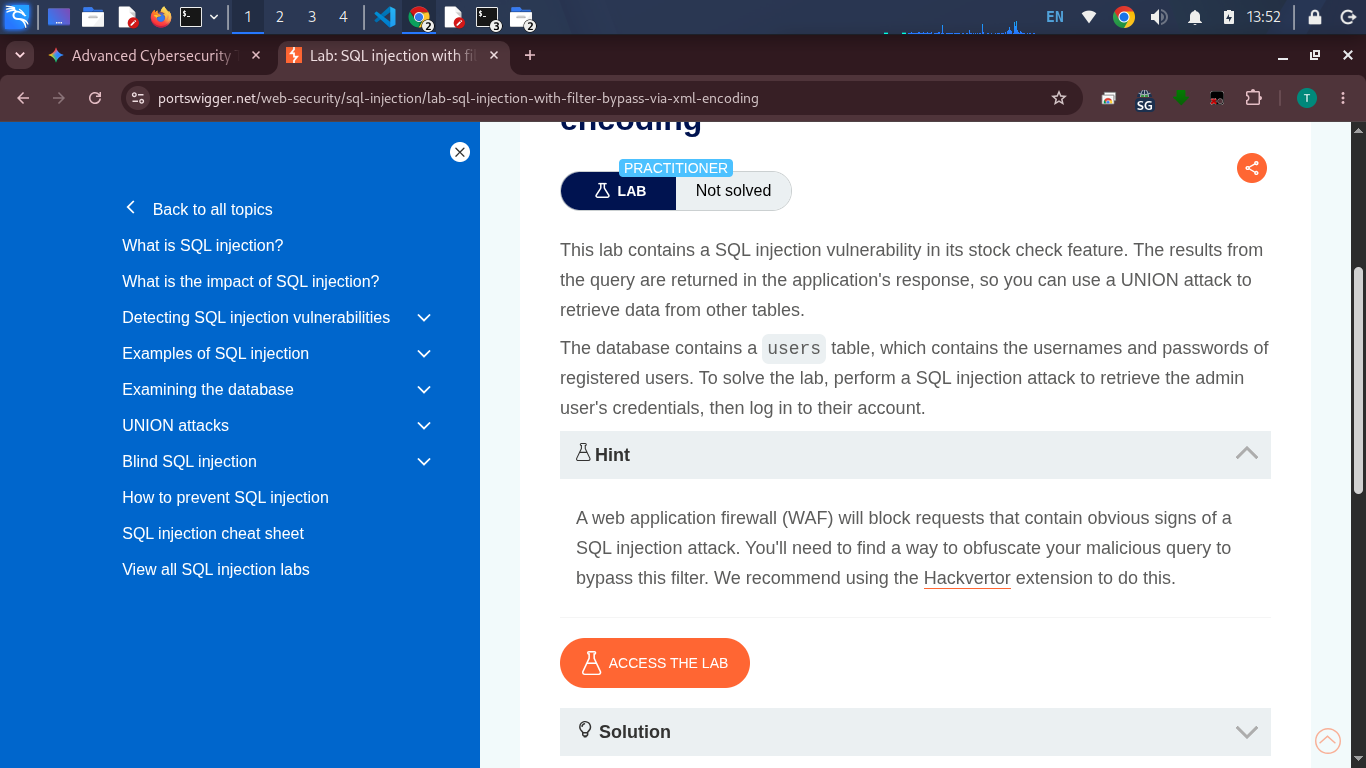 1 2 3 4 2 3 2 EN 13:52
Advanced Cybersecurity
Lab: SQL injection with fil
portswigger.net/web-security/sql-injection/lab-sql-injection-with-filter-bypass-via-xml-encoding
SG
T
Back to all topics
What is SQL injection?
What is the impact of SQL injection?
Detecting SQL injection vulnerabilities
Examples of SQL injection
Examining the database
UNION attacks
Blind SQL injection
How to prevent SQL injection
SQL injection cheat sheet
View all SQL injection labs
encoding
PRACTITIONER
LAB Not solved
This lab contains a SQL injection vulnerability in its stock check feature. The results from
the query are returned in the application's response, so you can use a UNION attack to
retrieve data from other tables.
The database contains a users table, which contains the usernames and passwords of
registered users. To solve the lab, perform a SQL injection attack to retrieve the admin
user's credentials, then log in to their account.
Hint
A web application firewall (WAF) will block requests that contain obvious signs of a
SQL injection attack. You'll need to find a way to obfuscate your malicious query to
bypass this filter. We recommend using the Hackvertor extension to do this.
ACCESS THE LAB
Solution